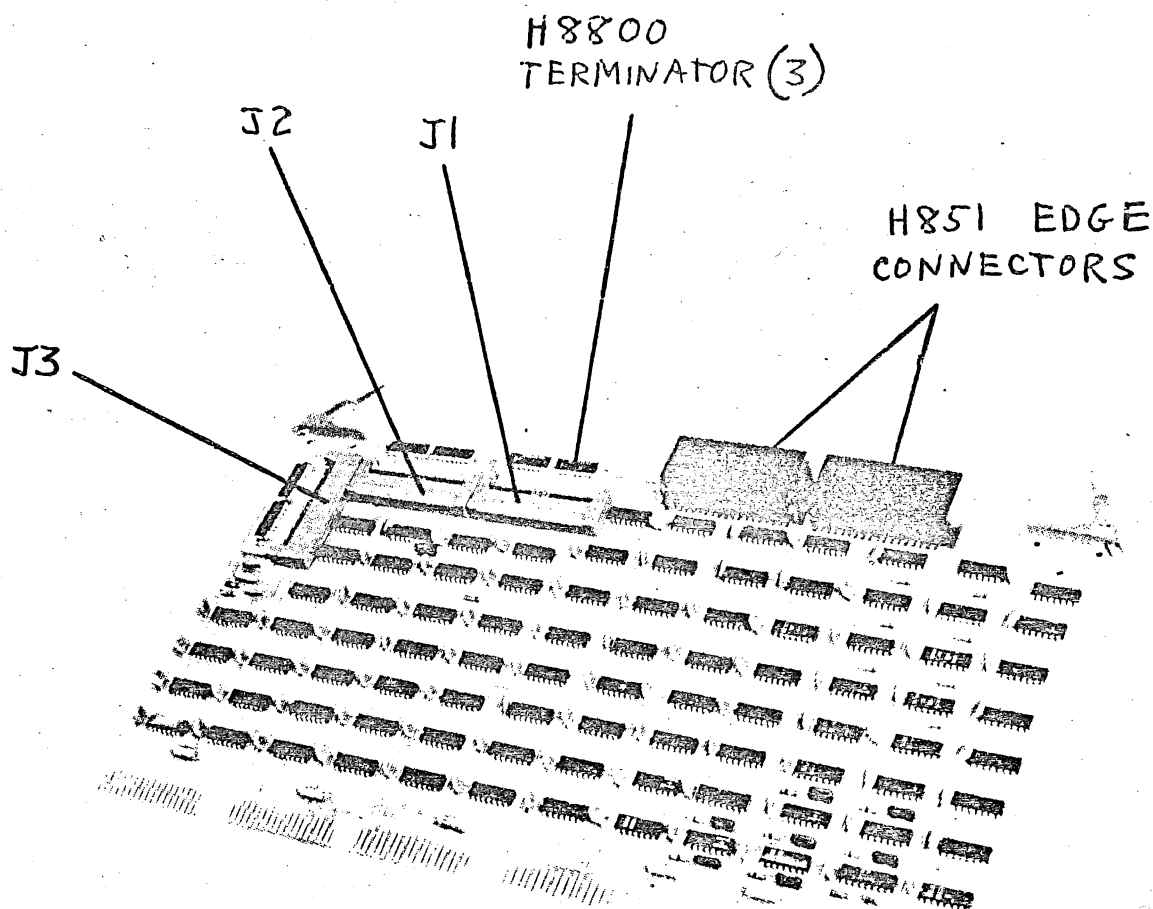 H8800
TERMINATOR (3)
J2
J1
H851 EDGE
CONNECTORS
J3